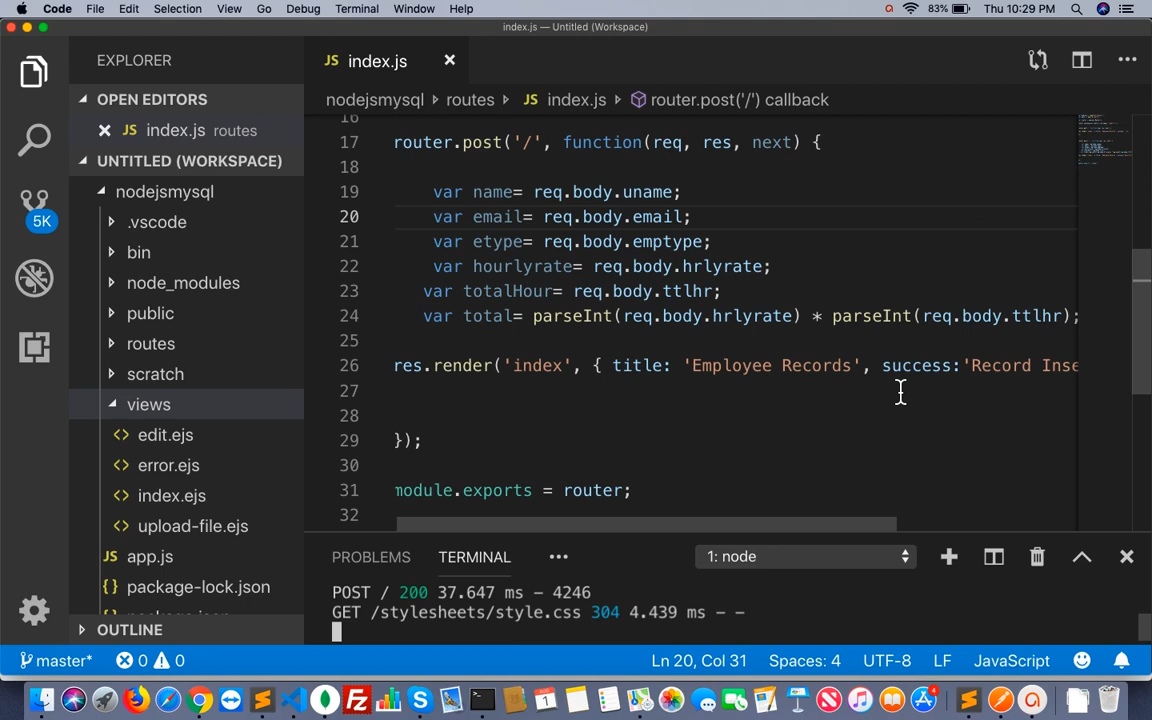 Code File Edit Selection View Go Debug Terminal Window Help 83% Thu 10:29 PM
index.js — Untitled (Workspace)
EXPLORER
OPEN EDITORS
JS index.js routes
UNTITLED (WORKSPACE)
nodejsmysql
.vscode
bin
node_modules
public
routes
scratch
views
<> edit.ejs
<> error.ejs
<> index.ejs
<> upload-file.ejs
JS app.js
{} package-lock.json
OUTLINE
5K
JS index.js
nodejsmysql routes JS index.js router.post('/') callback
16
17 router.post('/', function(req, res, next) {
18
19 var name= req.body.uname;
20 var email= req.body.email;
21 var etype= req.body.emptype;
22 var hourlyrate= req.body.hrlyrate;
23 var totalHour= req.body.ttlhr;
24 var total= parseInt(req.body.hrlyrate) * parseInt(req.body.ttlhr);
25
26 res.render('index', { title: 'Employee Records', success:'Record Inse
27
28
29 });
30
31 module.exports = router;
32
PROBLEMS TERMINAL ••• 1: node
POST / 200 37.647 ms - 4246
GET /stylesheets/style.css 304 4.439 ms - -
master* 0 0 Ln 20, Col 31 Spaces: 4 UTF-8 LF JavaScript